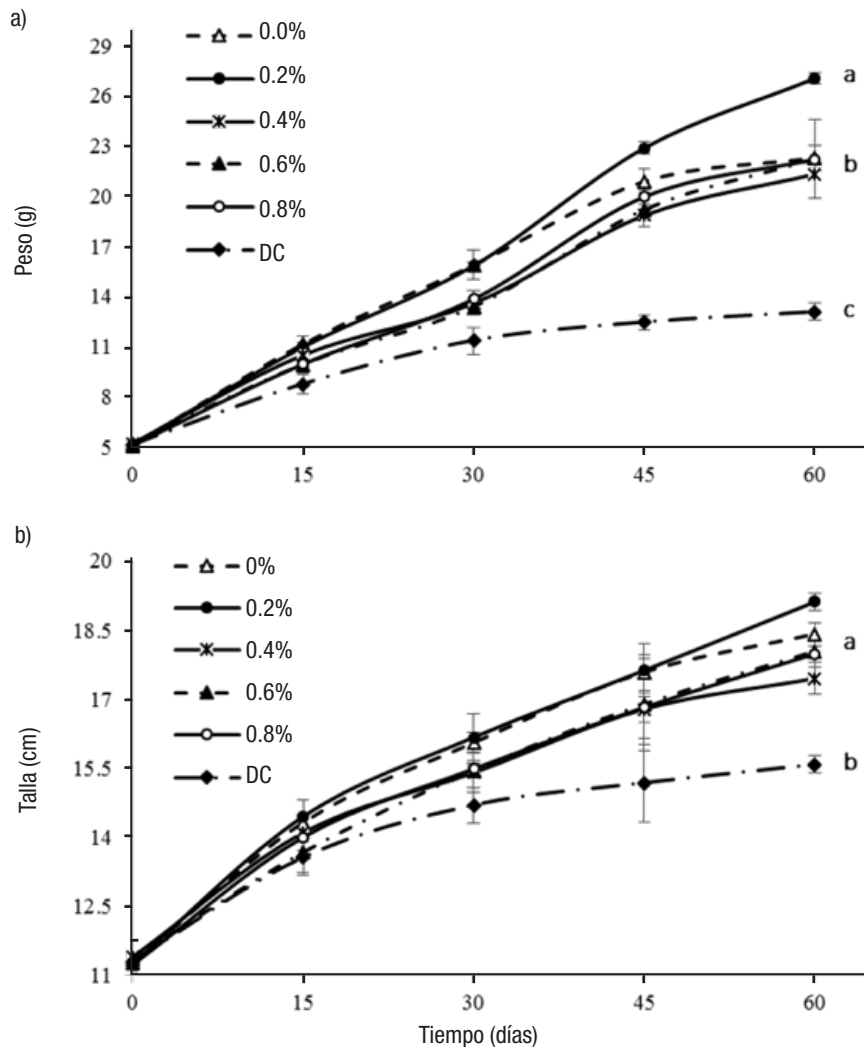 a)
29
26
23
20
17
14
11
8
5
Peso (g)
0.0%
0.2%
0.4%
0.6%
0.8%
DC
a
b
c
0 15 30 45 60
b)
20
18.5
17
15.5
14
12.5
11
Talla (cm)
0%
0.2%
0.4%
0.6%
0.8%
DC
a
b
0 15 30 45 60
Tiempo (días)